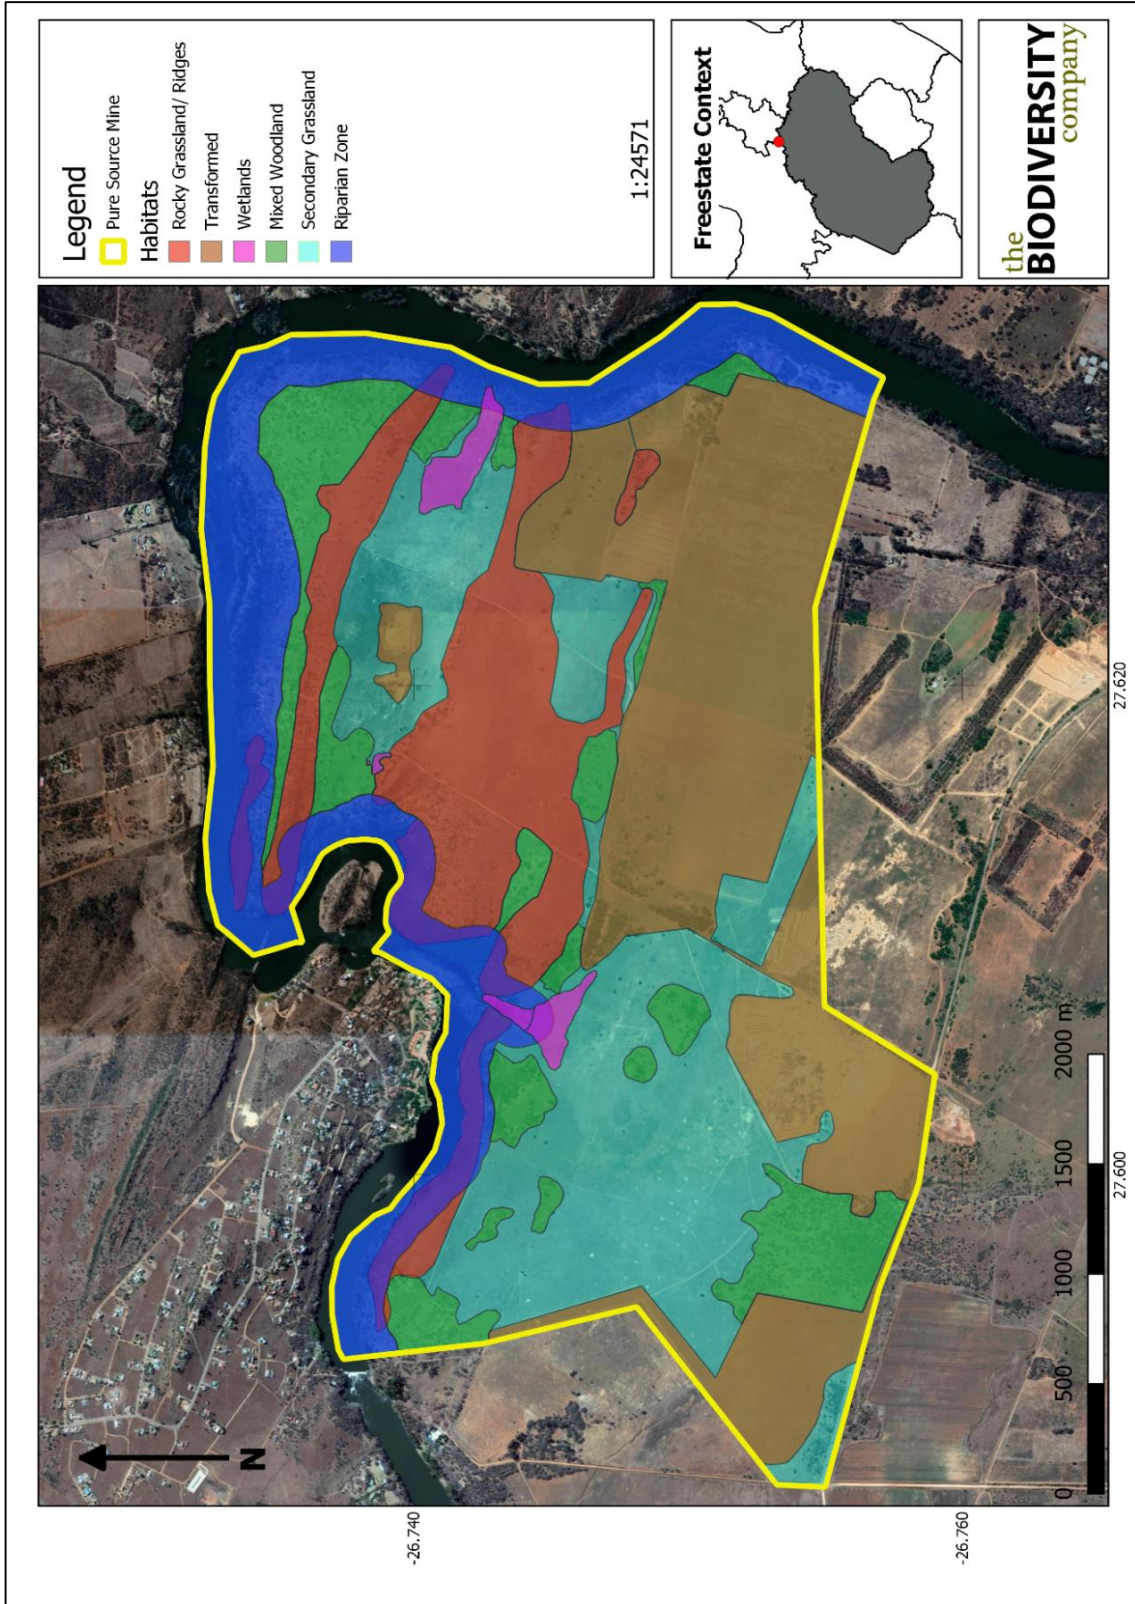 Legend
Pure Source Mine
Habitats
Rocky Grassland/ Ridges
Transformed
Wetlands
Mixed Woodland
Secondary Grassland
Riparian Zone
1:24571
Freestate Context
the
BIODIVERSITY
company
N
-26.740
-26.760
0 500 1000 1500 2000 m
27.600
27.620